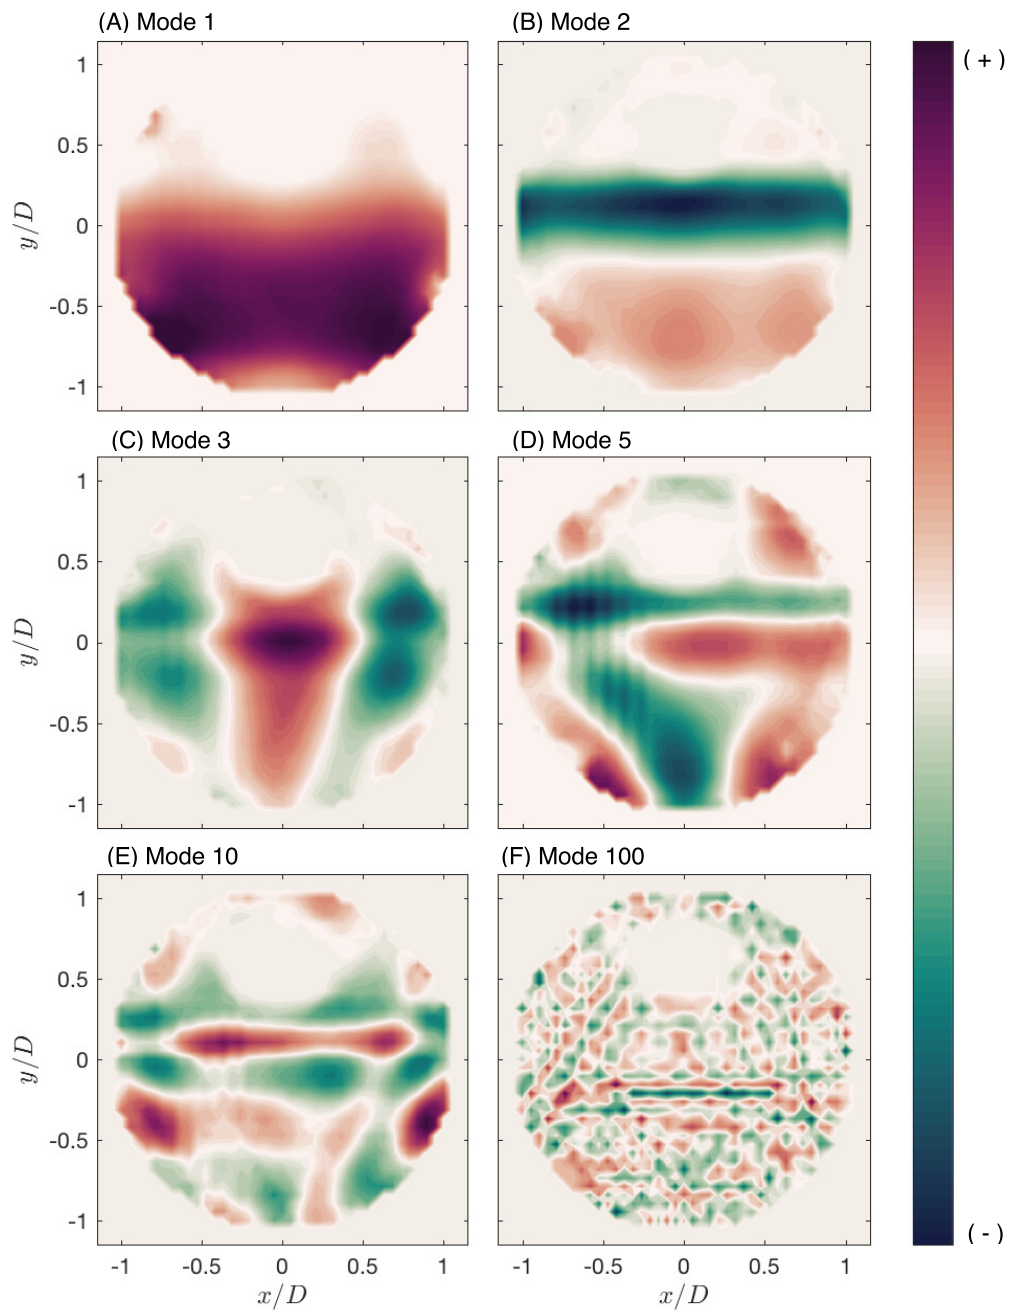 (A) Mode 1 (B) Mode 2
1 ( + )
0.5
y/D 0
-0.5
-1
(C) Mode 3 (D) Mode 5
1
0.5
y/D 0
-0.5
-1
(E) Mode 10 (F) Mode 100
1
0.5
y/D 0
-0.5
-1 ( - )
-1 -0.5 0 0.5 1 -1 -0.5 0 0.5 1
x/D x/D